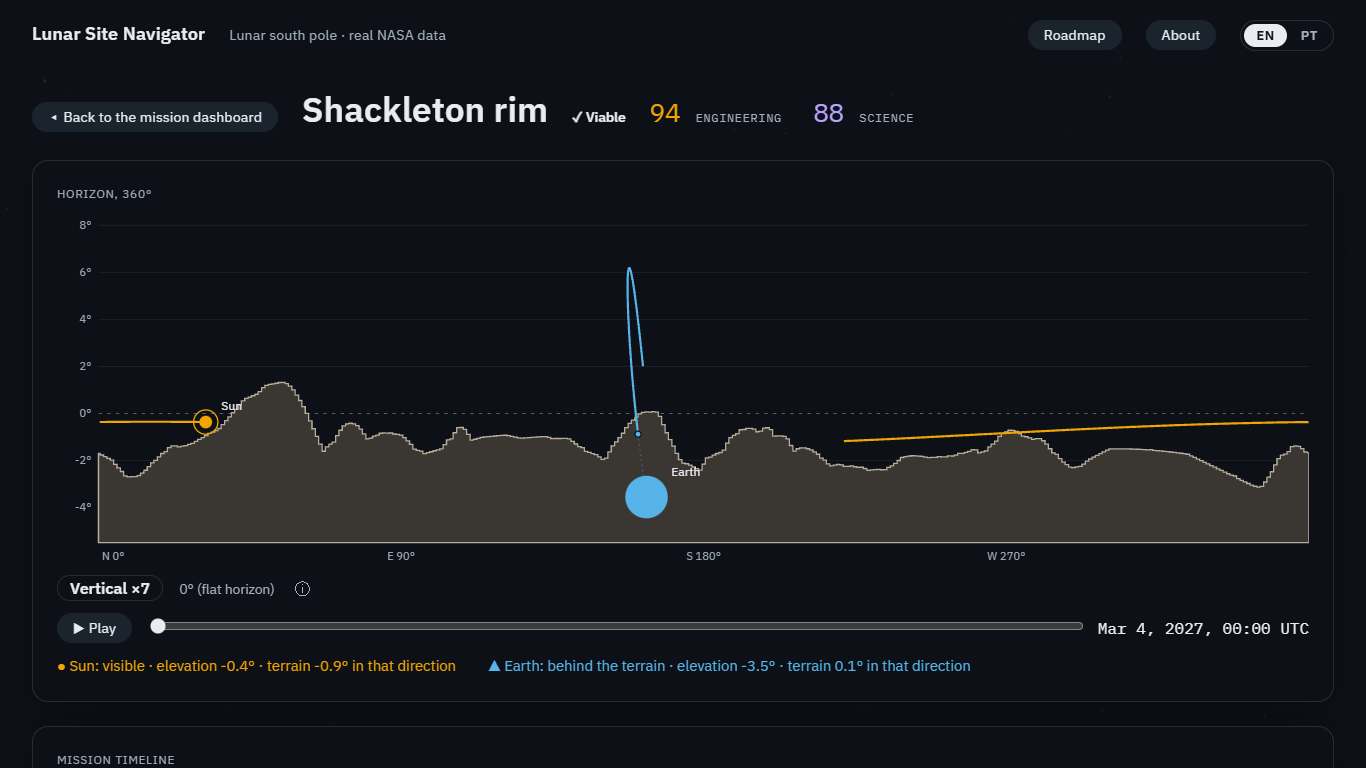 Lunar Site Navigator Lunar south pole · real NASA data Roadmap About EN PT
◂ Back to the mission dashboard Shackleton rim ✓ Viable 94 ENGINEERING 88 SCIENCE
HORIZON, 360°
8°
6°
4°
2°
Sun
0°
-2°
Earth
-4°
N 0° E 90° S 180° W 270°
Vertical ×7 0° (flat horizon) ⓘ
▶ Play Mar 4, 2027, 00:00 UTC
● Sun: visible · elevation -0.4° · terrain -0.9° in that direction ▲ Earth: behind the terrain · elevation -3.5° · terrain 0.1° in that direction
MISSION TIMELINE